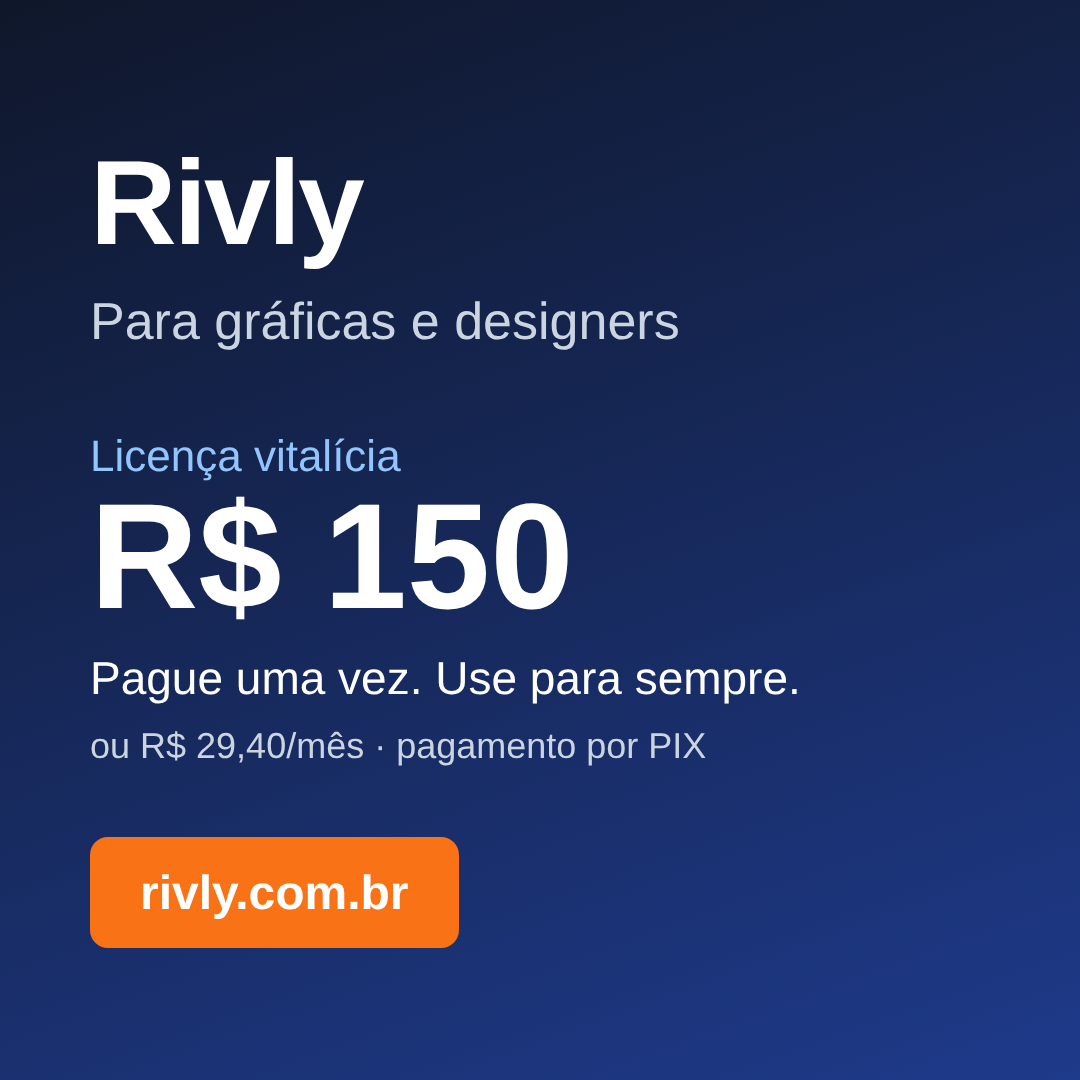 Rivly
Para gráficas e designers
Licença vitalícia
R$ 150
Pague uma vez. Use para sempre.
ou R$ 29,40/mês · pagamento por PIX
rivly.com.br